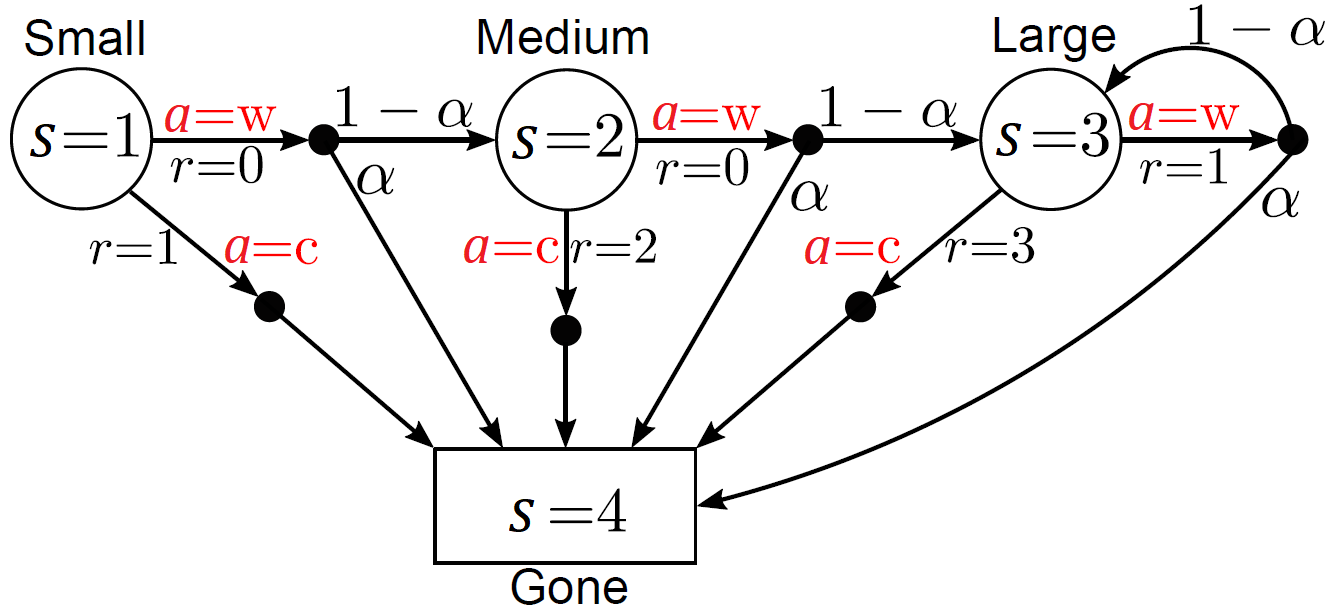 Small
Medium
Large
1 − α
s=1
a=w
r=0
1 − α
α
s=2
a=w
r=0
1 − α
α
s=3
a=w
r=1
α
r=1
a=c
a=c
r=2
a=c
r=3
s=4
Gone